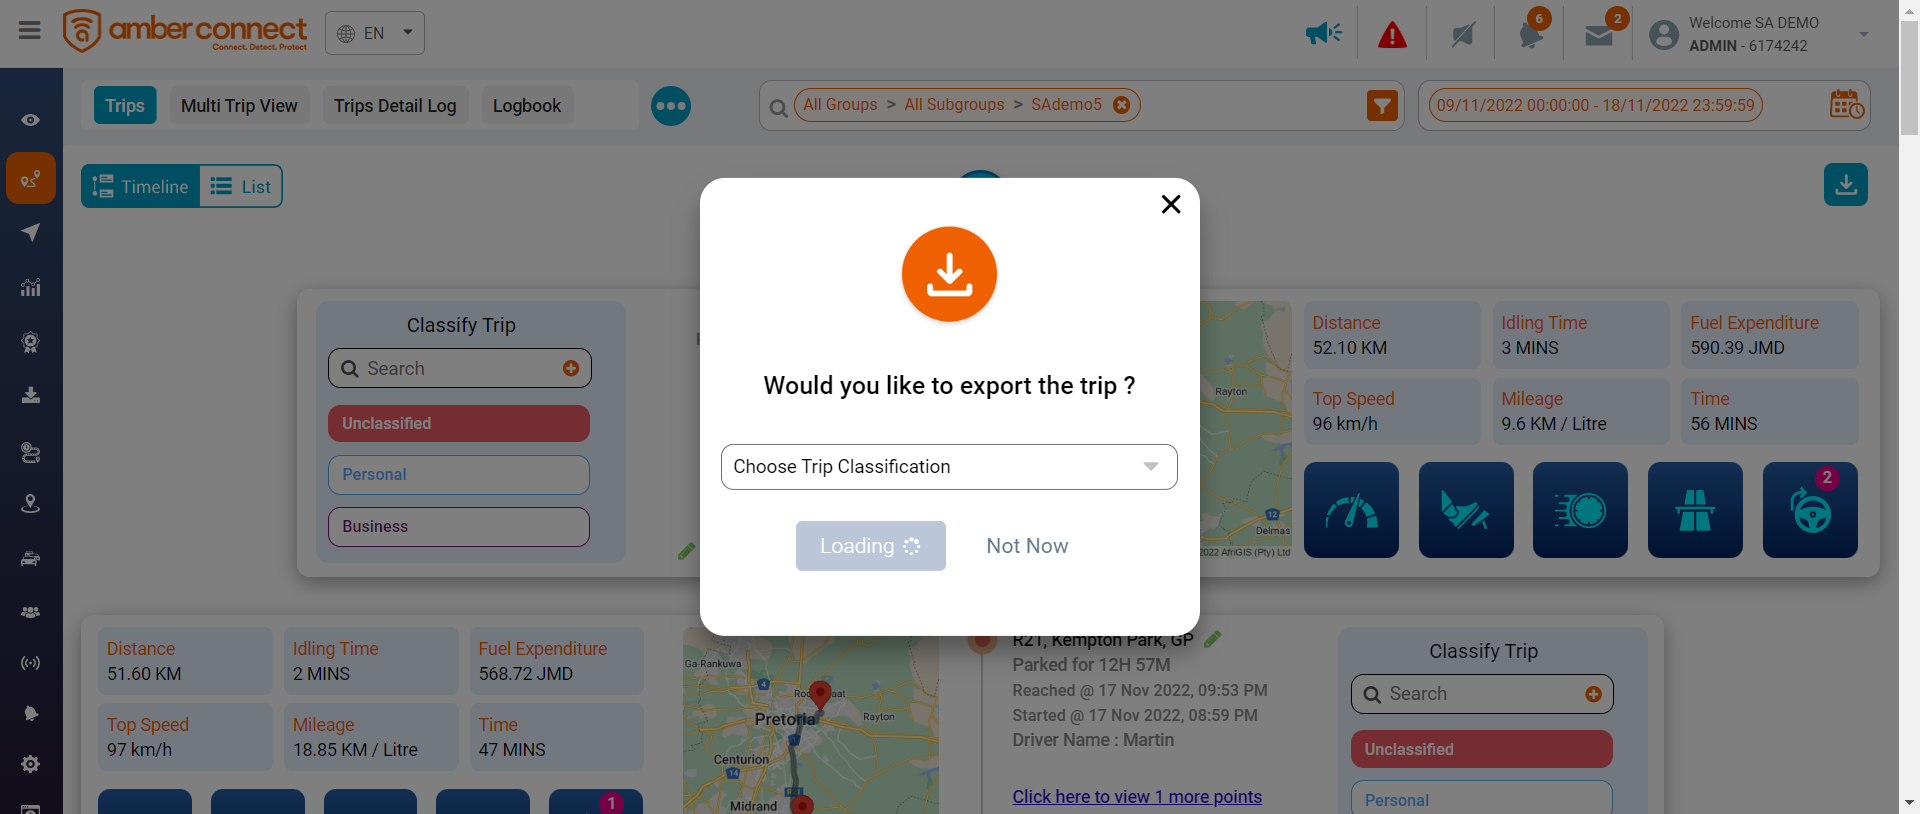 amber connect
Connect. Detect. Protect
EN
6
2
Welcome SA DEMO
ADMIN - 6174242
Trips
Multi Trip View
Trips Detail Log
Logbook
All Groups > All Subgroups > SAdemo5
09/11/2022 00:00:00 - 18/11/2022 23:59:59
Timeline
List
Would you like to export the trip ?
Choose Trip Classification
Loading
Not Now
Classify Trip
Search
Unclassified
Personal
Business
Rayton
12
Delmas
2022 AfriGIS (Pty) Ltd
Distance
52.10 KM
Idling Time
3 MINS
Fuel Expenditure
590.39 JMD
Top Speed
96 km/h
Mileage
9.6 KM / Litre
Time
56 MINS
2
Distance
51.60 KM
Idling Time
2 MINS
Fuel Expenditure
568.72 JMD
Top Speed
97 km/h
Mileage
18.85 KM / Litre
Time
47 MINS
1
Ga-Rankuwa
4
Pretoria
Rayton
Centurion
14
Midrand
R21, Kempton Park, GP
Parked for 12H 57M
Reached @ 17 Nov 2022, 09:53 PM
Started @ 17 Nov 2022, 08:59 PM
Driver Name : Martin
Click here to view 1 more points
Classify Trip
Search
Unclassified
Personal